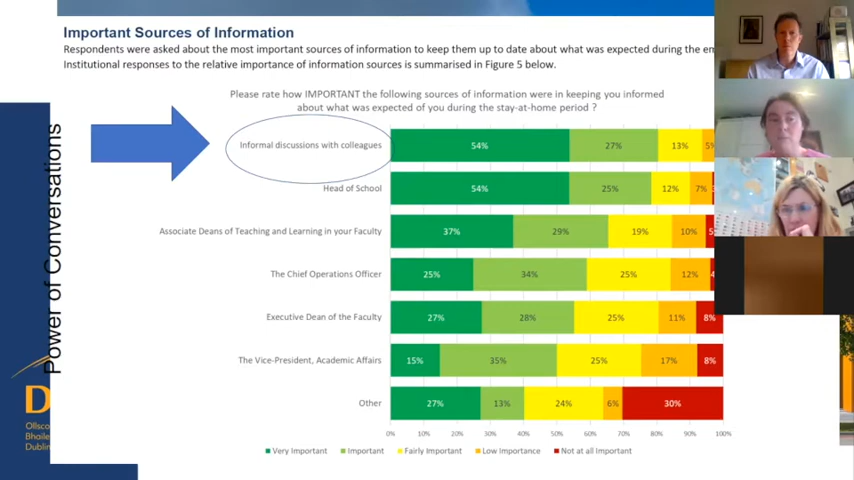 Important Sources of Information
Respondents were asked about the most important sources of information to keep them up to date about what was expected during the em
Institutional responses to the relative importance of information sources is summarised in Figure 5 below.
Please rate how IMPORTANT the following sources of information were in keeping you informed
about what was expected of you during the stay-at-home period ?
Power of Conversations
Informal discussions with colleagues 54% 27% 13% 5%
Head of School 54% 25% 12% 7%
Associate Deans of Teaching and Learning in your Faculty 37% 29% 19% 10% 5
The Chief Operations Officer 25% 34% 25% 12% 4
Executive Dean of the Faculty 27% 28% 25% 11% 8%
The Vice-President, Academic Affairs 15% 35% 25% 17% 8%
Other 27% 13% 24% 6% 30%
0% 10% 20% 30% 40% 50% 60% 70% 80% 90% 100%
Very Important Important Fairly Important Low Importance Not at all Important
D
Ollsco
Bhaile
Dublin